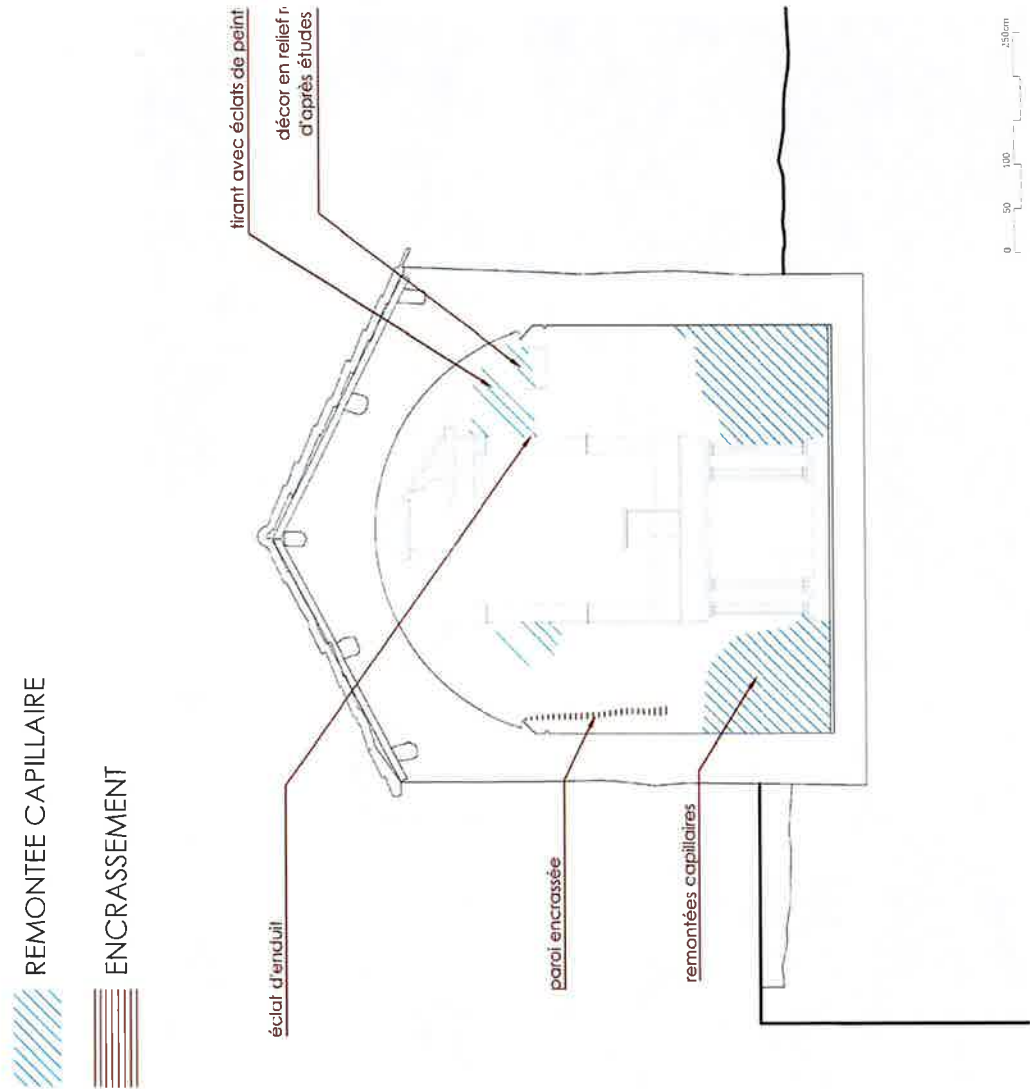 REMONTEE CAPILLAIRE
ENCRASSEMENT
tirant avec éclats de peint
décor en relief r
d'après études
éclat d'enduit
paroi encrassée
remontées capillaires
0 50 100 250cm